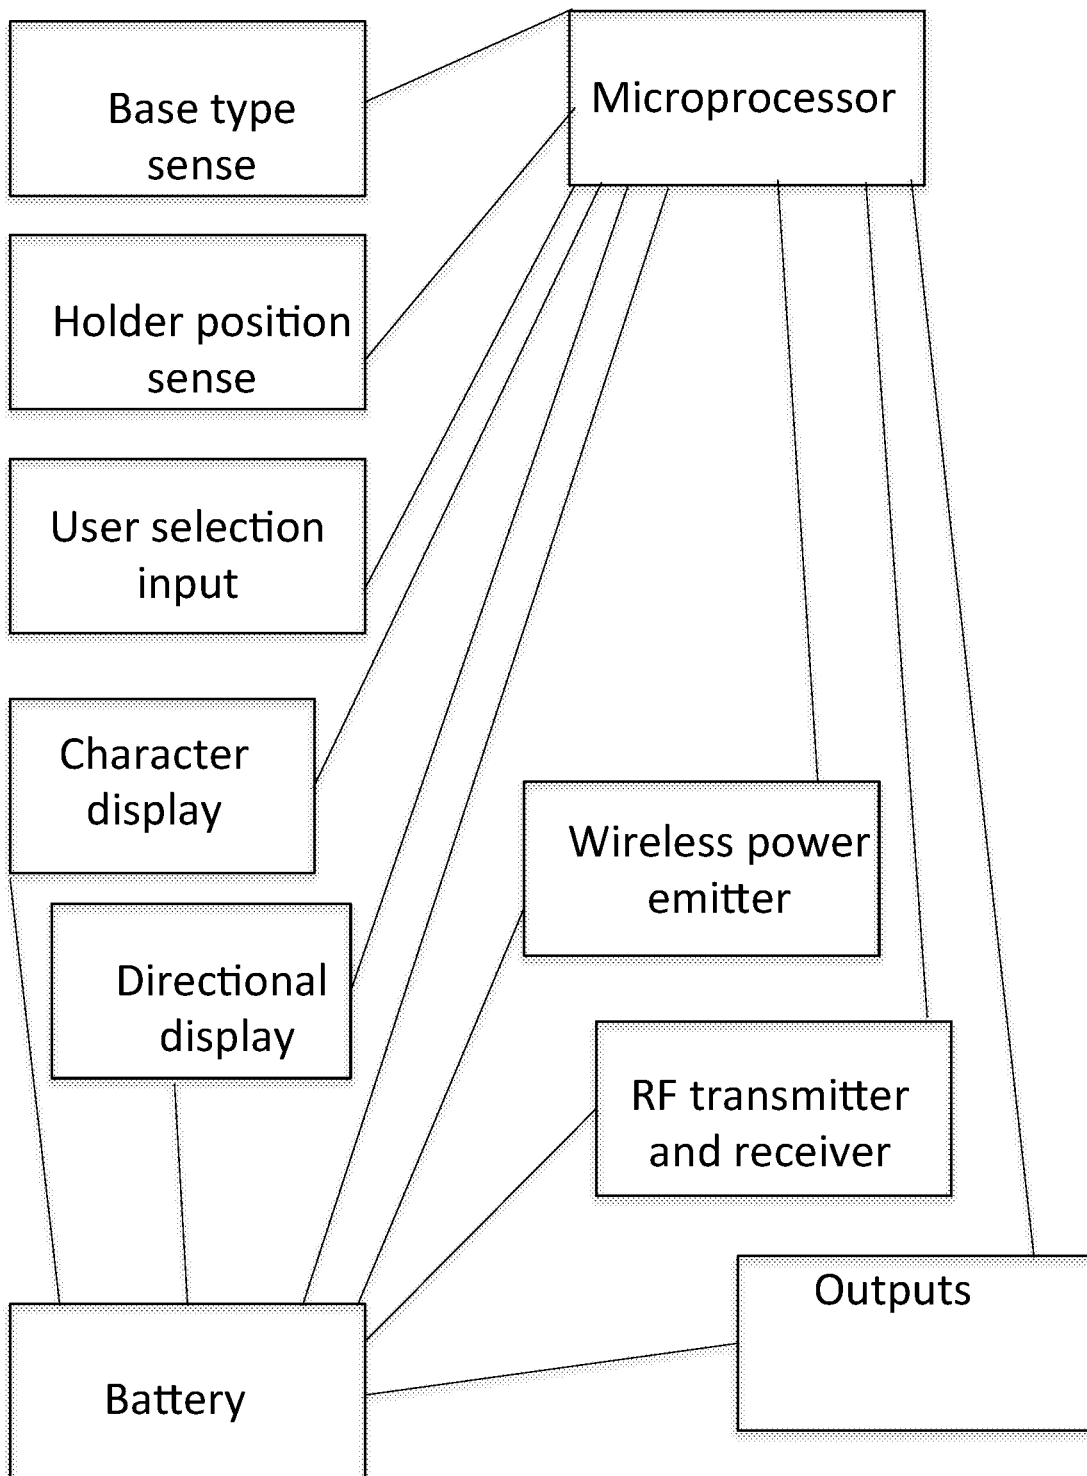 Base type
sense
Microprocessor
Holder position
sense
User selection
input
Character
display
Wireless power
emitter
Directional
display
RF transmitter
and receiver
Outputs
Battery